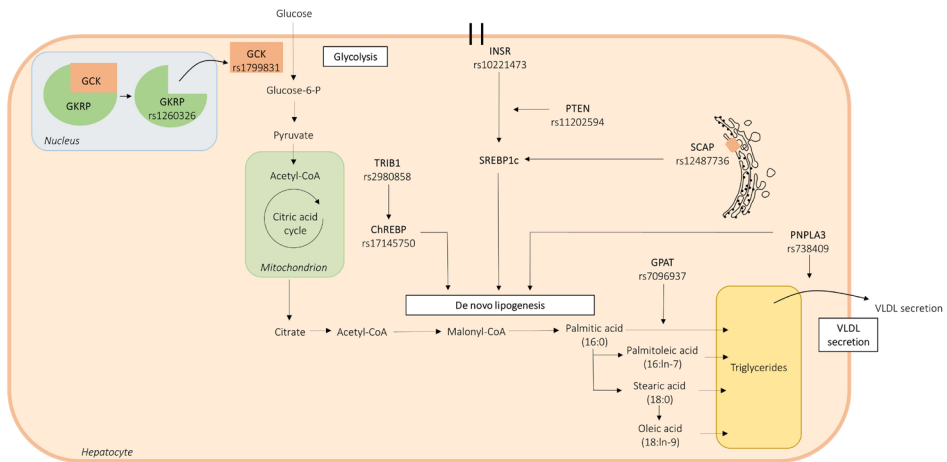 Glucose
GCK
rs1799831
Glycolysis
INSR
rs10221473
GCK
GKRP
GKRP
rs1260326
Nucleus
Glucose-6-P
PTEN
rs11202594
Pyruvate
SCAP
rs12487736
TRIB1
rs2980858
SREBP1c
Acetyl-CoA
Citric acid
cycle
Mitochondrion
ChREBP
rs17145750
PNPLA3
rs738409
GPAT
rs7096937
De novo lipogenesis
VLDL secretion
VLDL
secretion
Citrate
Acetyl-CoA
Malonyl-CoA
Palmitic acid
(16:0)
Palmitoleic acid
(16:ln-7)
Triglycerides
Stearic acid
(18:0)
Oleic acid
(18:ln-9)
Hepatocyte